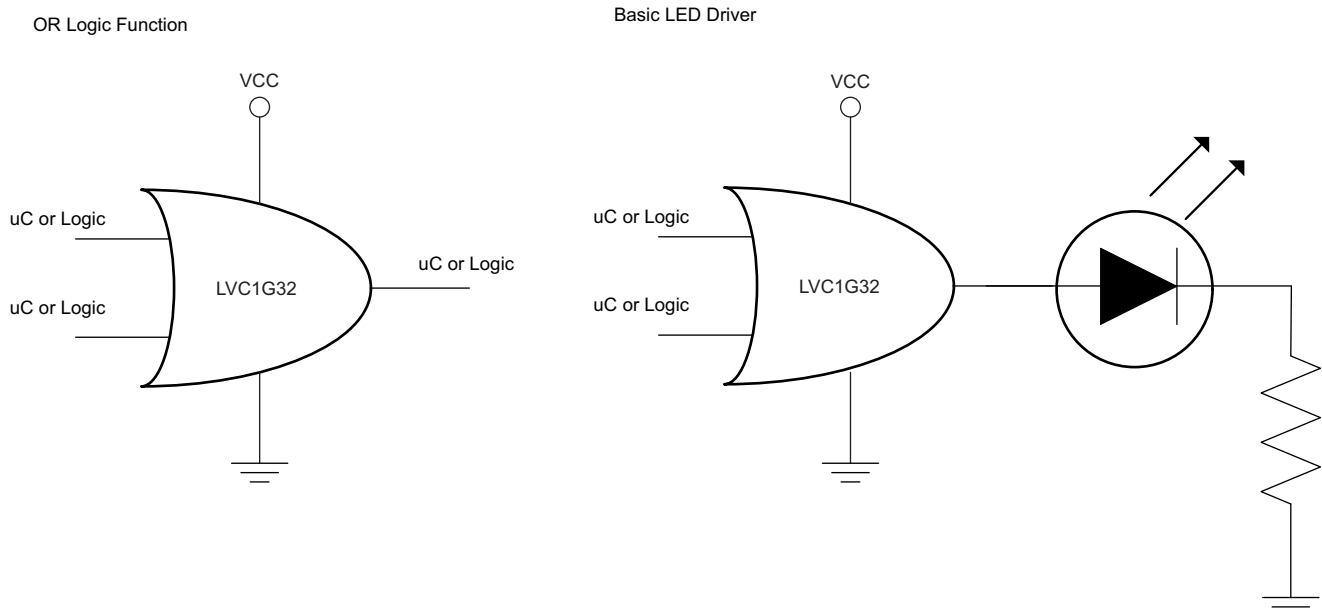 OR Logic Function
VCC
uC or Logic
uC or Logic
LVC1G32
uC or Logic
Basic LED Driver
VCC
uC or Logic
uC or Logic
LVC1G32